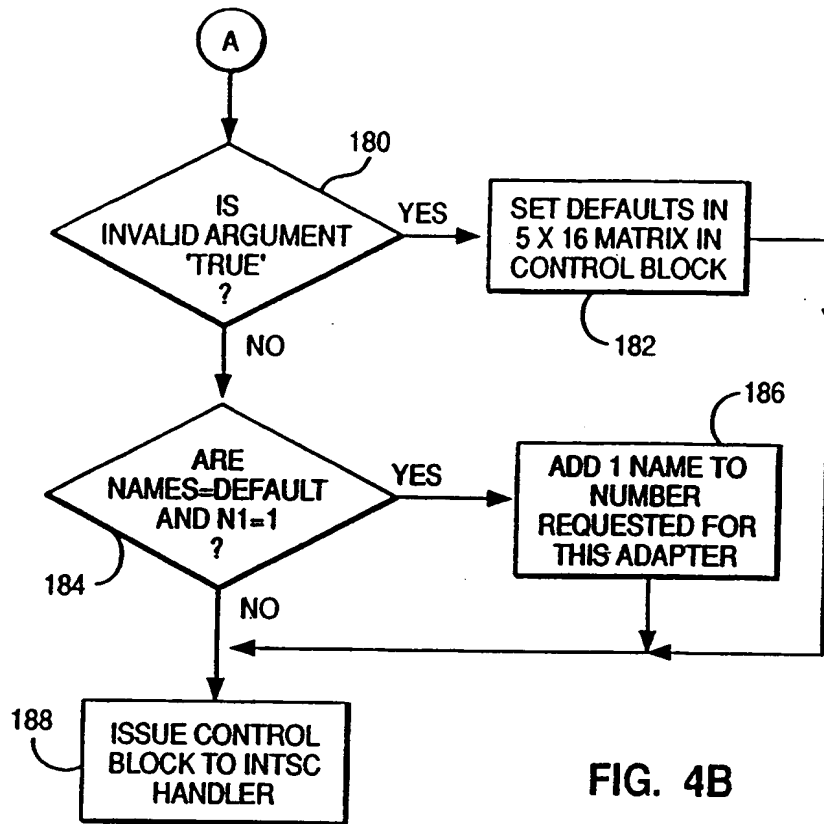 A
180
IS
INVALID ARGUMENT
'TRUE'
?
YES
SET DEFAULTS IN
5 X 16 MATRIX IN
CONTROL BLOCK
182
NO
184
ARE
NAMES=DEFAULT
AND N1=1
?
YES
186
ADD 1 NAME TO
NUMBER
REQUESTED FOR
THIS ADAPTER
NO
188
ISSUE CONTROL
BLOCK TO INTSC
HANDLER
FIG. 4B